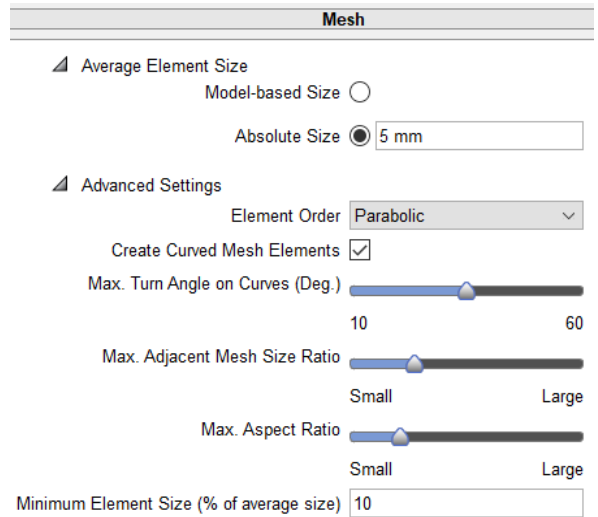 Mesh
Average Element Size
Model-based Size
Absolute Size 5 mm
Advanced Settings
Element Order Parabolic
Create Curved Mesh Elements
Max. Turn Angle on Curves (Deg.)
10 60
Max. Adjacent Mesh Size Ratio
Small Large
Max. Aspect Ratio
Small Large
Minimum Element Size (% of average size) 10